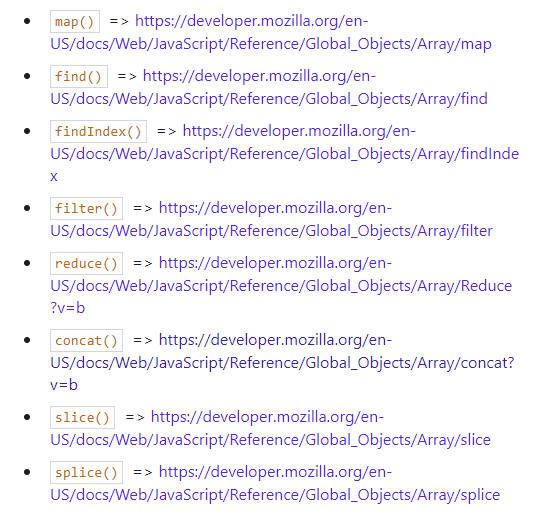 map() => https://developer.mozilla.org/en-
US/docs/Web/JavaScript/Reference/Global_Objects/Array/map
find() => https://developer.mozilla.org/en-
US/docs/Web/JavaScript/Reference/Global_Objects/Array/find
findIndex() => https://developer.mozilla.org/en-
US/docs/Web/JavaScript/Reference/Global_Objects/Array/findInde
x
filter() => https://developer.mozilla.org/en-
US/docs/Web/JavaScript/Reference/Global_Objects/Array/filter
reduce() => https://developer.mozilla.org/en-
US/docs/Web/JavaScript/Reference/Global_Objects/Array/Reduce
?v=b
concat() => https://developer.mozilla.org/en-
US/docs/Web/JavaScript/Reference/Global_Objects/Array/concat?
v=b
slice() => https://developer.mozilla.org/en-
US/docs/Web/JavaScript/Reference/Global_Objects/Array/slice
splice() => https://developer.mozilla.org/en-
US/docs/Web/JavaScript/Reference/Global_Objects/Array/splice